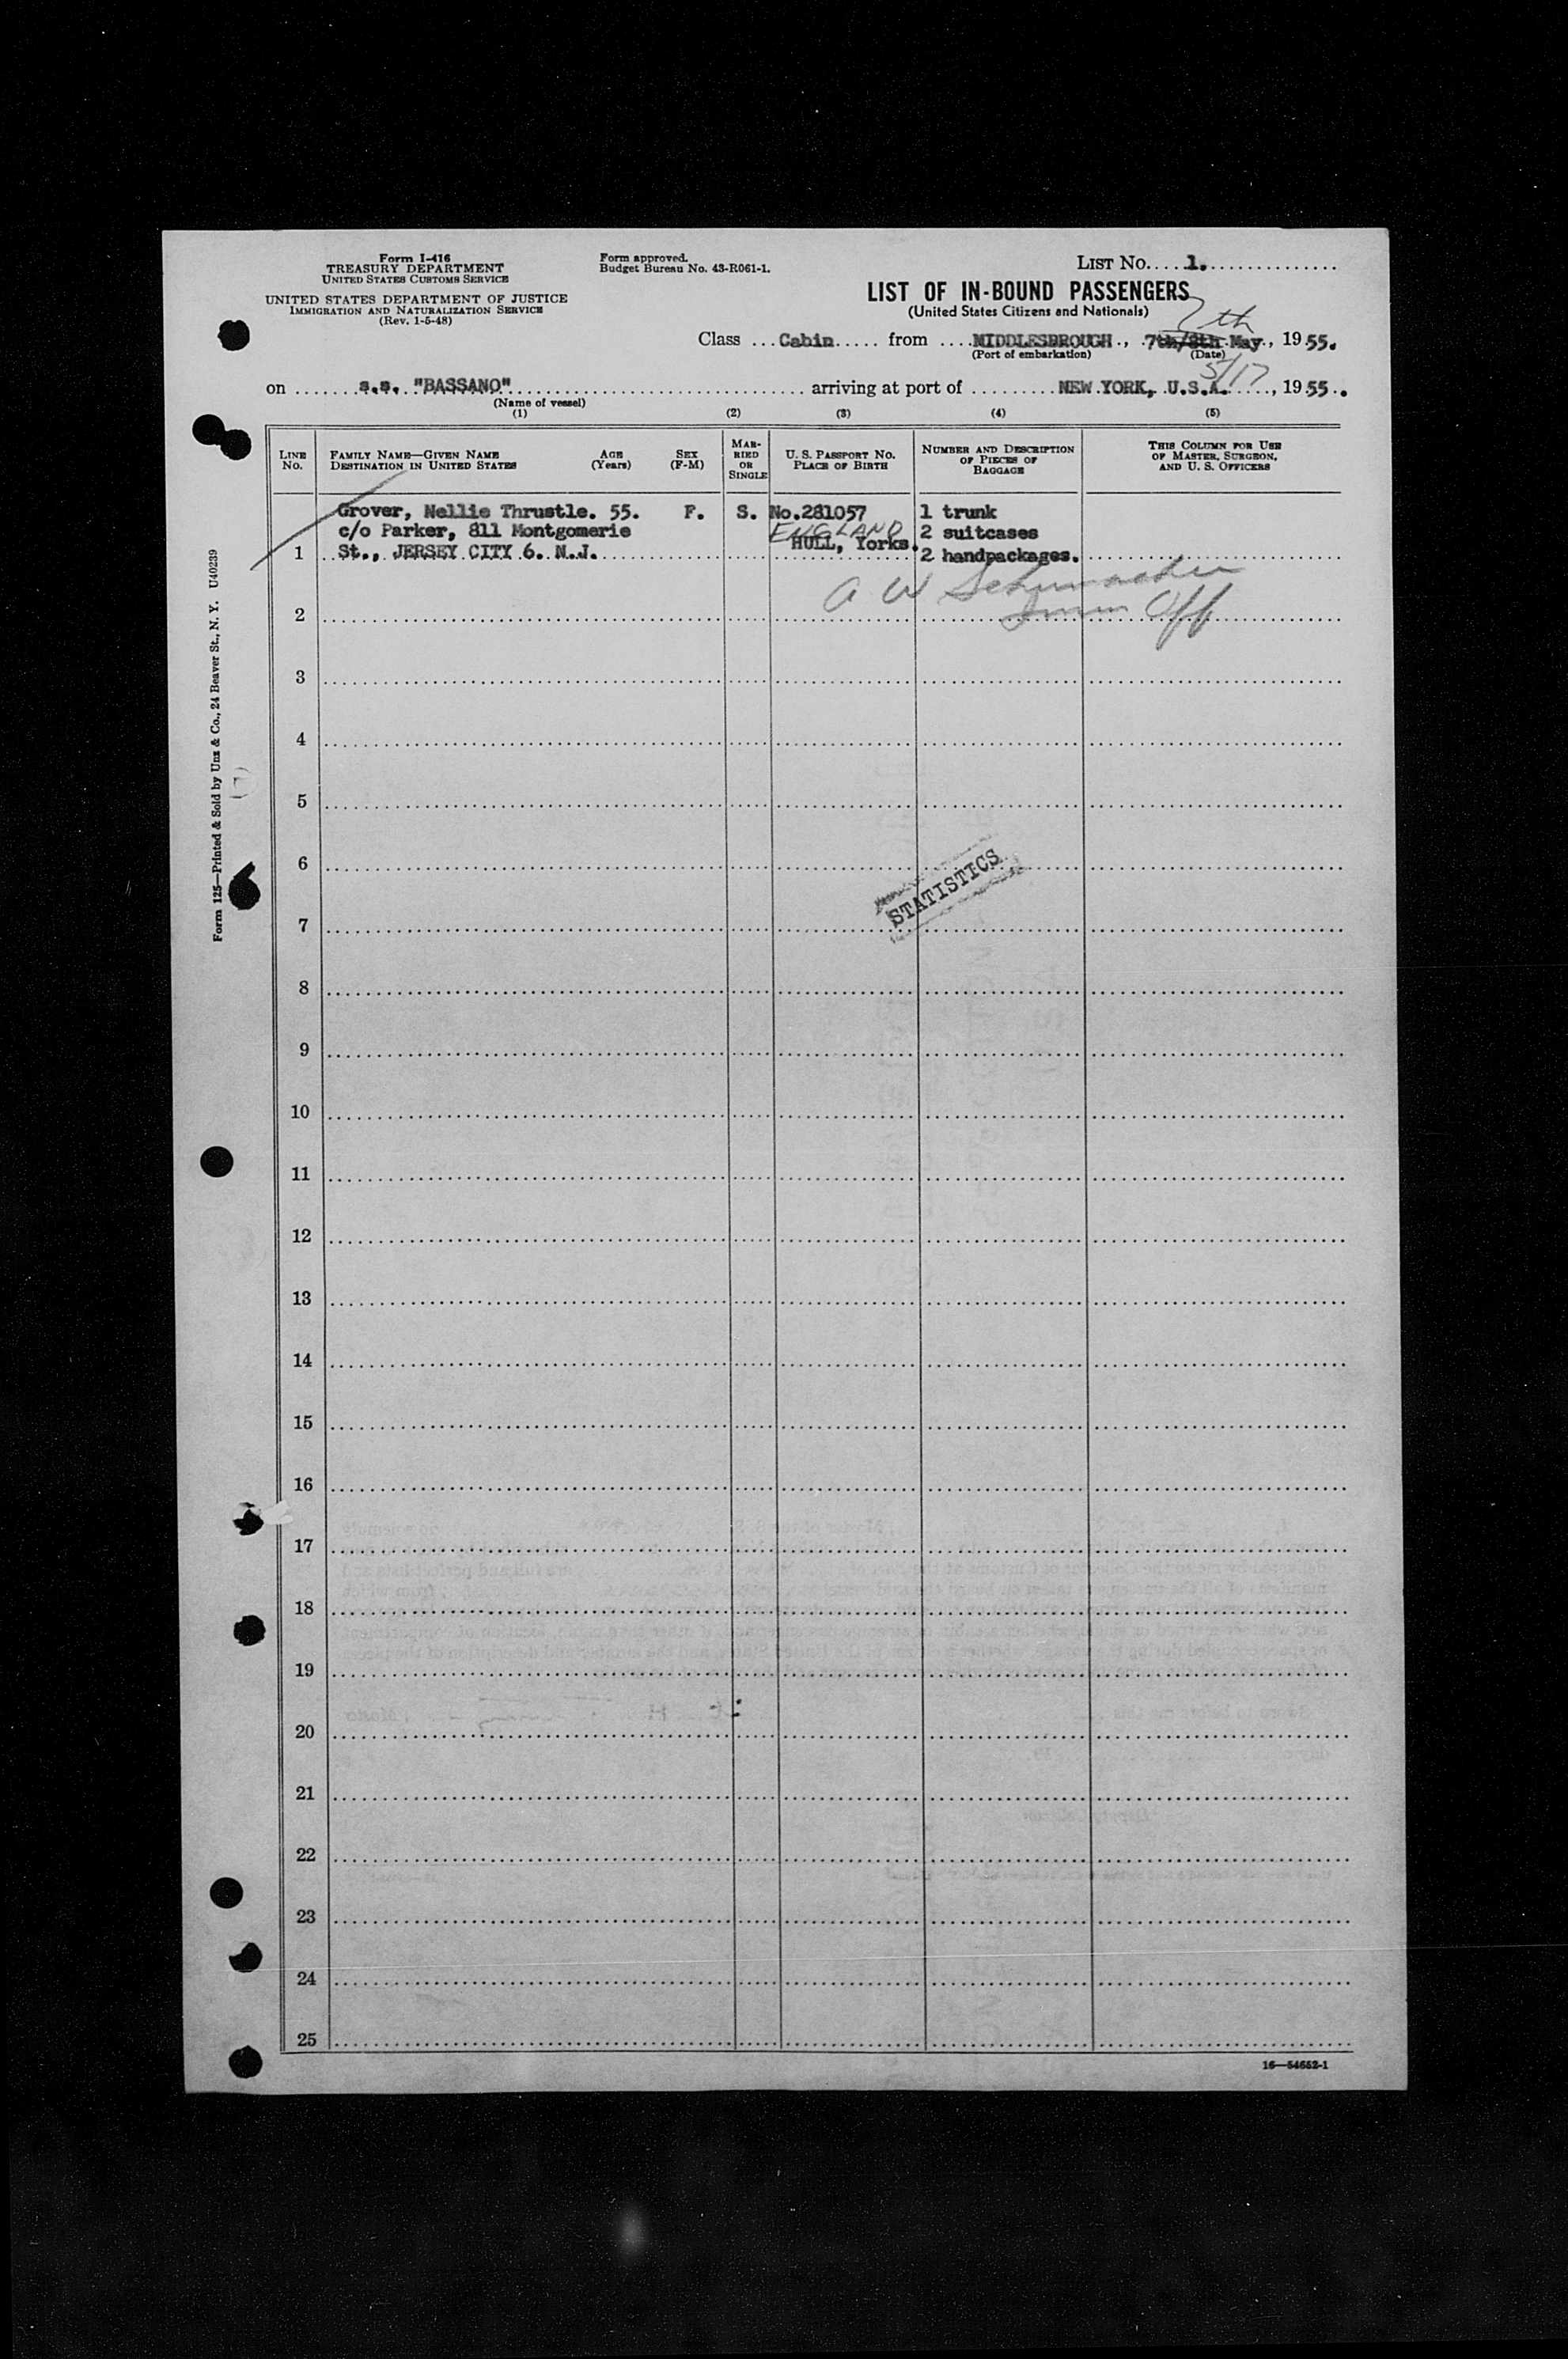 Form I-416
TREASURY DEPARTMENT
UNITED STATES CUSTOMS SERVICE
UNITED STATES DEPARTMENT OF JUSTICE
IMMIGRATION AND NATURALIZATION SERVICE
(Rev. 1-5-48)
Form approved.
Budget Bureau No. 43-R061-1.
LIST NO. 1.
LIST OF IN-BOUND PASSENGERS
(United States Citizens and Nationals)
7th
Class Cabin from MIDDLESBROUGH, 7th/8th May, 1955.
(Port of embarkation) (Date)
5/17
on s.s. "BASSANO" arriving at port of NEW YORK, U.S.A., 1955.
(Name of vessel)
(1) (2) (3) (4) (5)
LINE No. FAMILY NAME—GIVEN NAME DESTINATION IN UNITED STATES AGE (Years) SEX (F-M) MARRIED OR SINGLE U. S. PASSPORT NO. PLACE OF BIRTH NUMBER AND DESCRIPTION OF PIECES OF BAGGAGE THIS COLUMN FOR USE OF MASTER, SURGEON, AND U. S. OFFICERS
Grover, Nellie Thrustle. 55. F. S. No.281057 1 trunk
c/o Parker, 811 Montgomerie ENGLAND 2 suitcases
1 St., JERSEY CITY 6. N.J. HULL, Yorks. 2 handpackages.
A W Schumacher
2 Imm Off
3
4
5
6
STATISTICS
7
8
9
10
11
12
13
14
15
16
17
18
19
20
21
22
23
24
25
16—54652-1
Form 125—Printed & Sold by Unz & Co., 24 Beaver St., N. Y. U40239